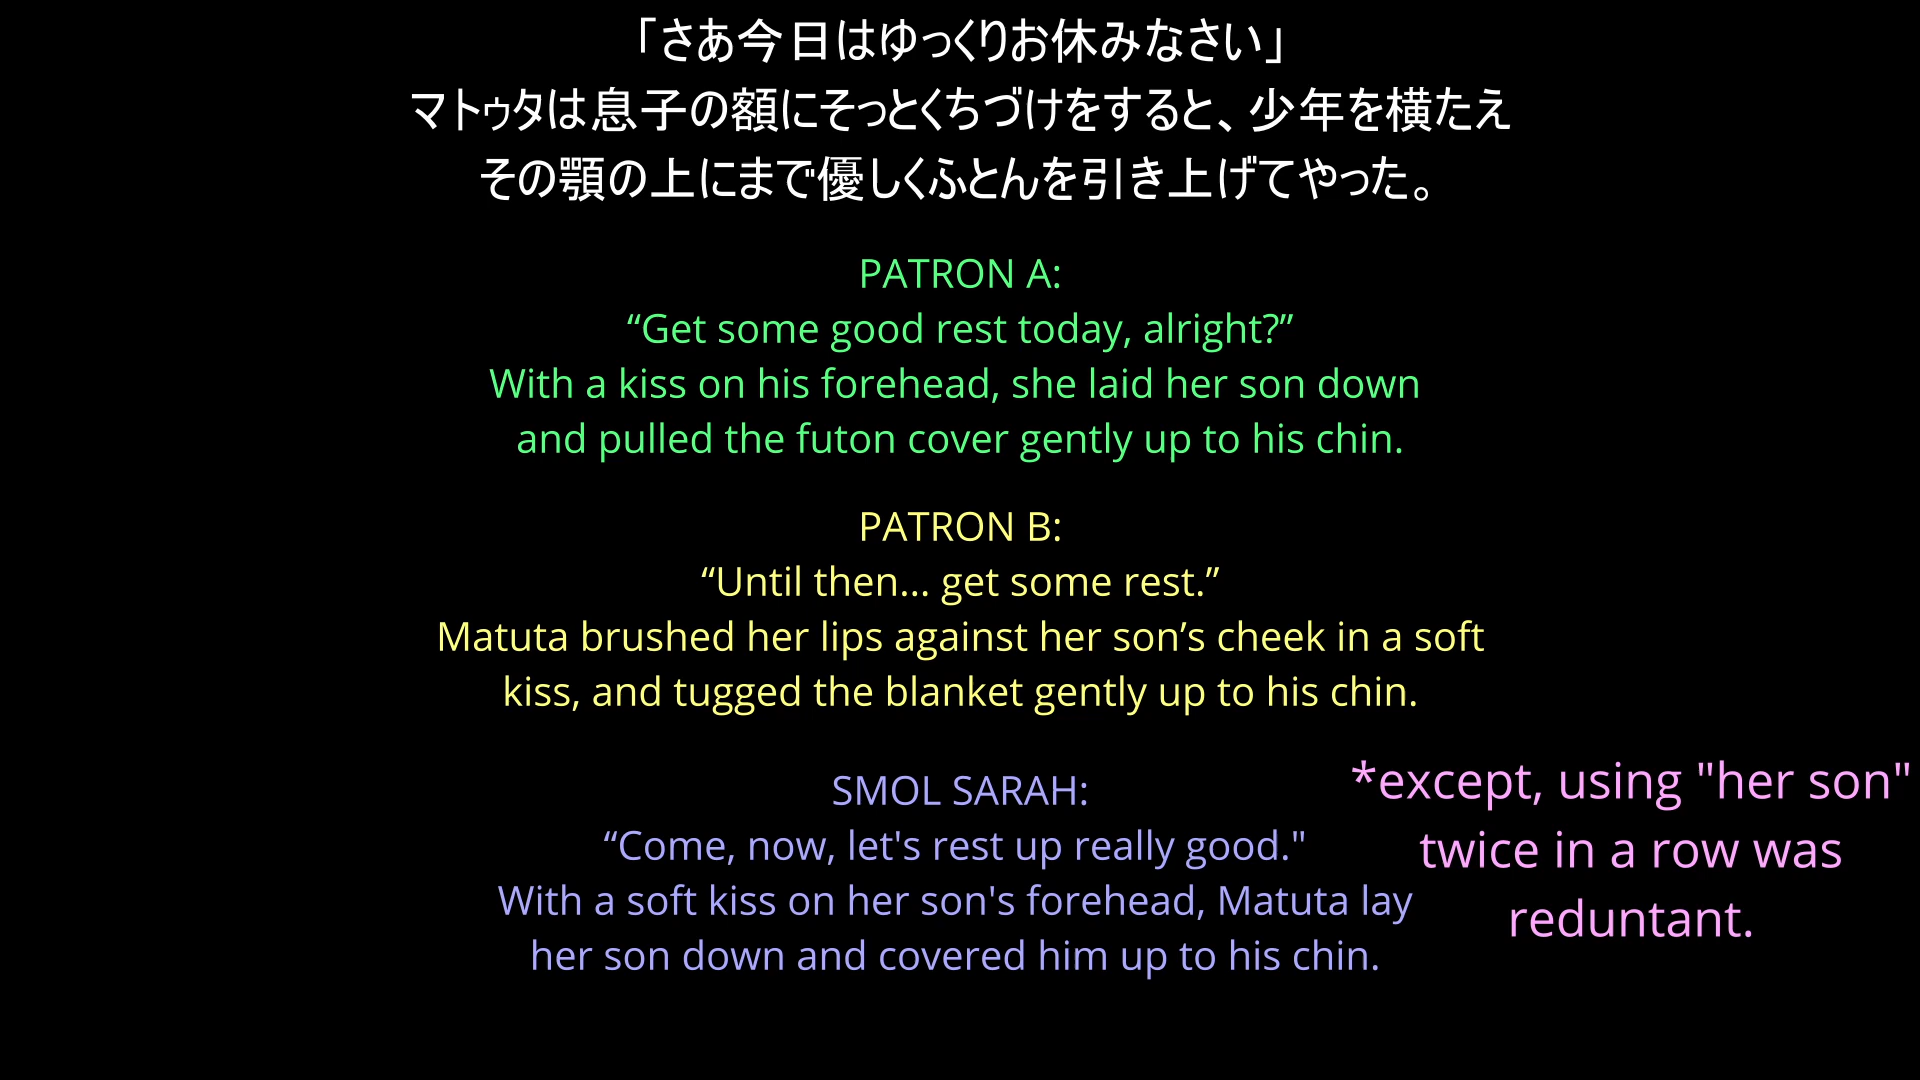 「さあ今日はゆっくりお休みなさい」
マトゥタは息子の額にそっとくちづけをすると、少年を横たえ
その顎の上にまで優しくふとんを引き上げてやった。
PATRON A:
“Get some good rest today, alright?”
With a kiss on his forehead, she laid her son down
and pulled the futon cover gently up to his chin.
PATRON B:
“Until then... get some rest.”
Matuta brushed her lips against her son’s cheek in a soft
kiss, and tugged the blanket gently up to his chin.
SMOL SARAH:
“Come, now, let's rest up really good."
With a soft kiss on her son's forehead, Matuta lay
her son down and covered him up to his chin.
*except, using "her son"
twice in a row was
reduntant.